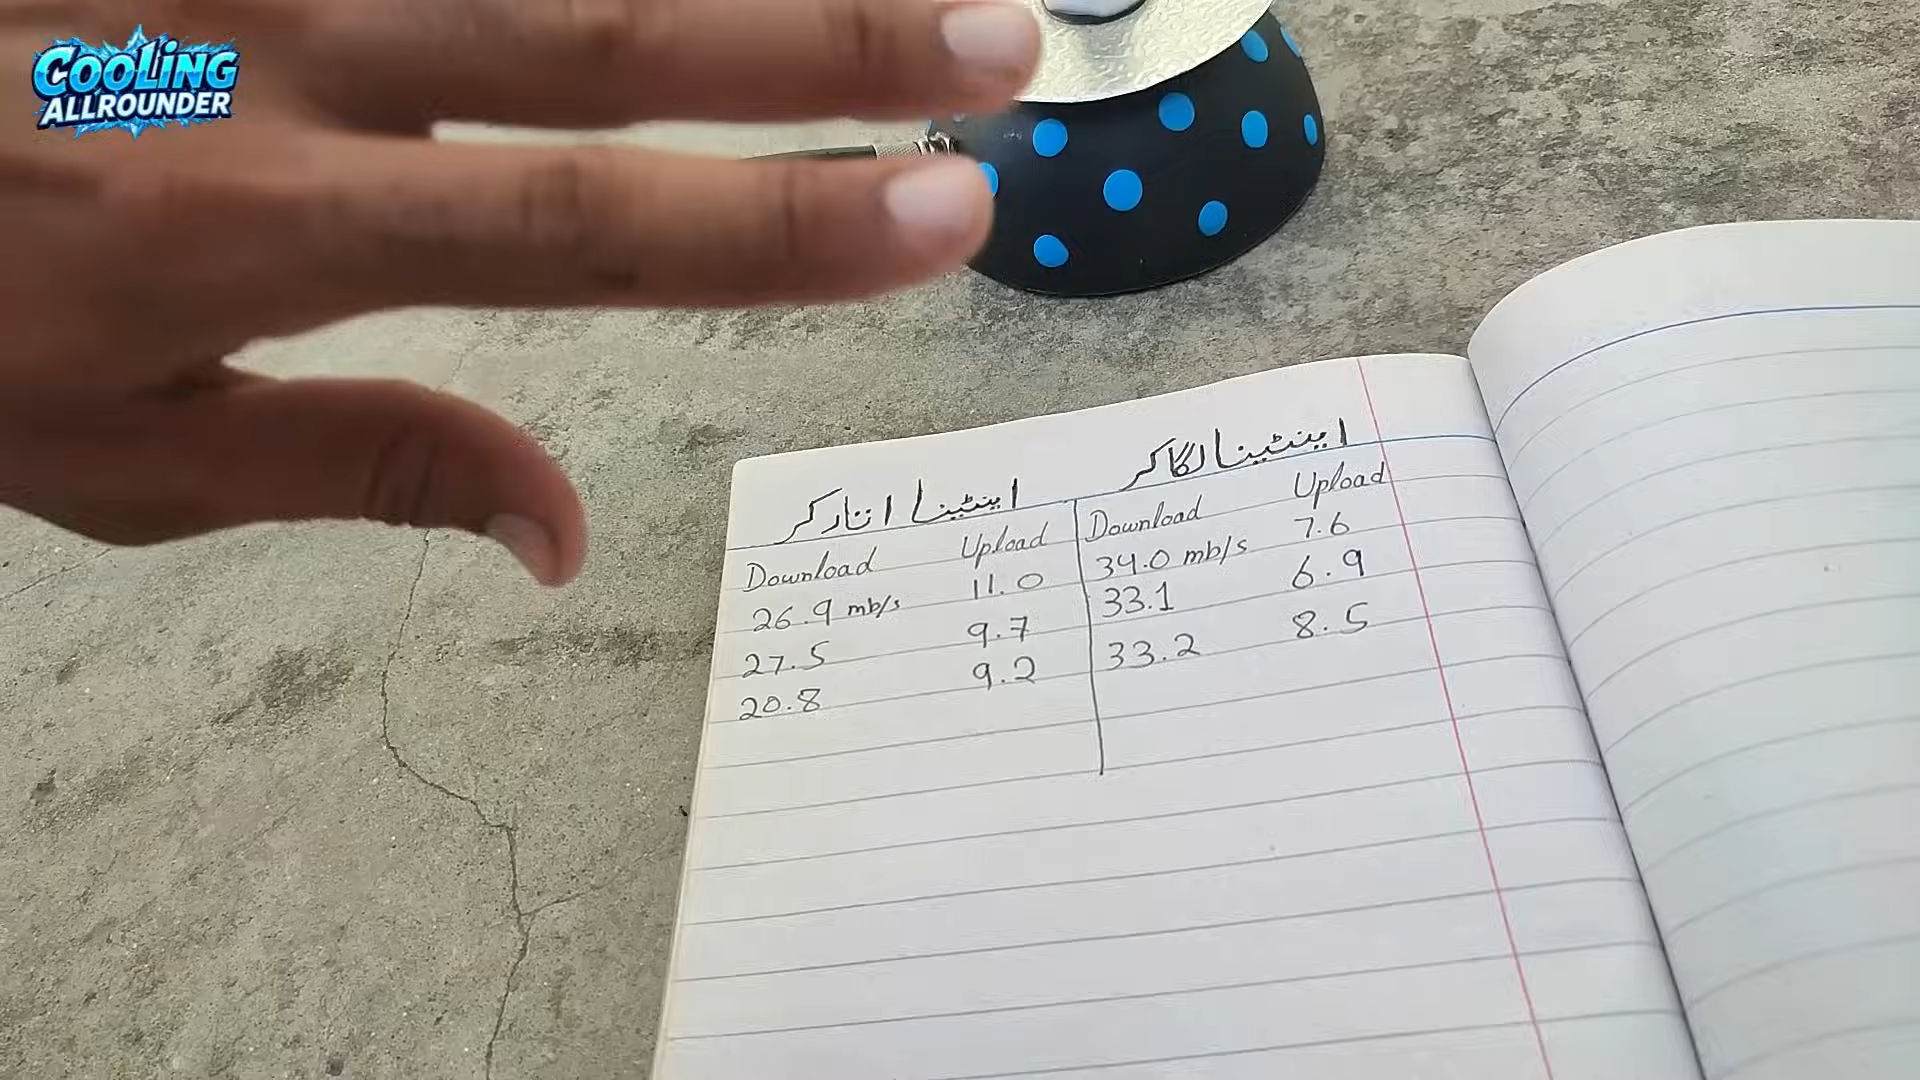 COOLING
ALLROUNDER
اینٹینا اتار کر
Download Upload
26.9 mb/s 11.0
27.5 9.7
20.8 9.2
اینٹینا لگا کر
Download Upload
34.0 mb/s 7.6
33.1 6.9
33.2 8.5